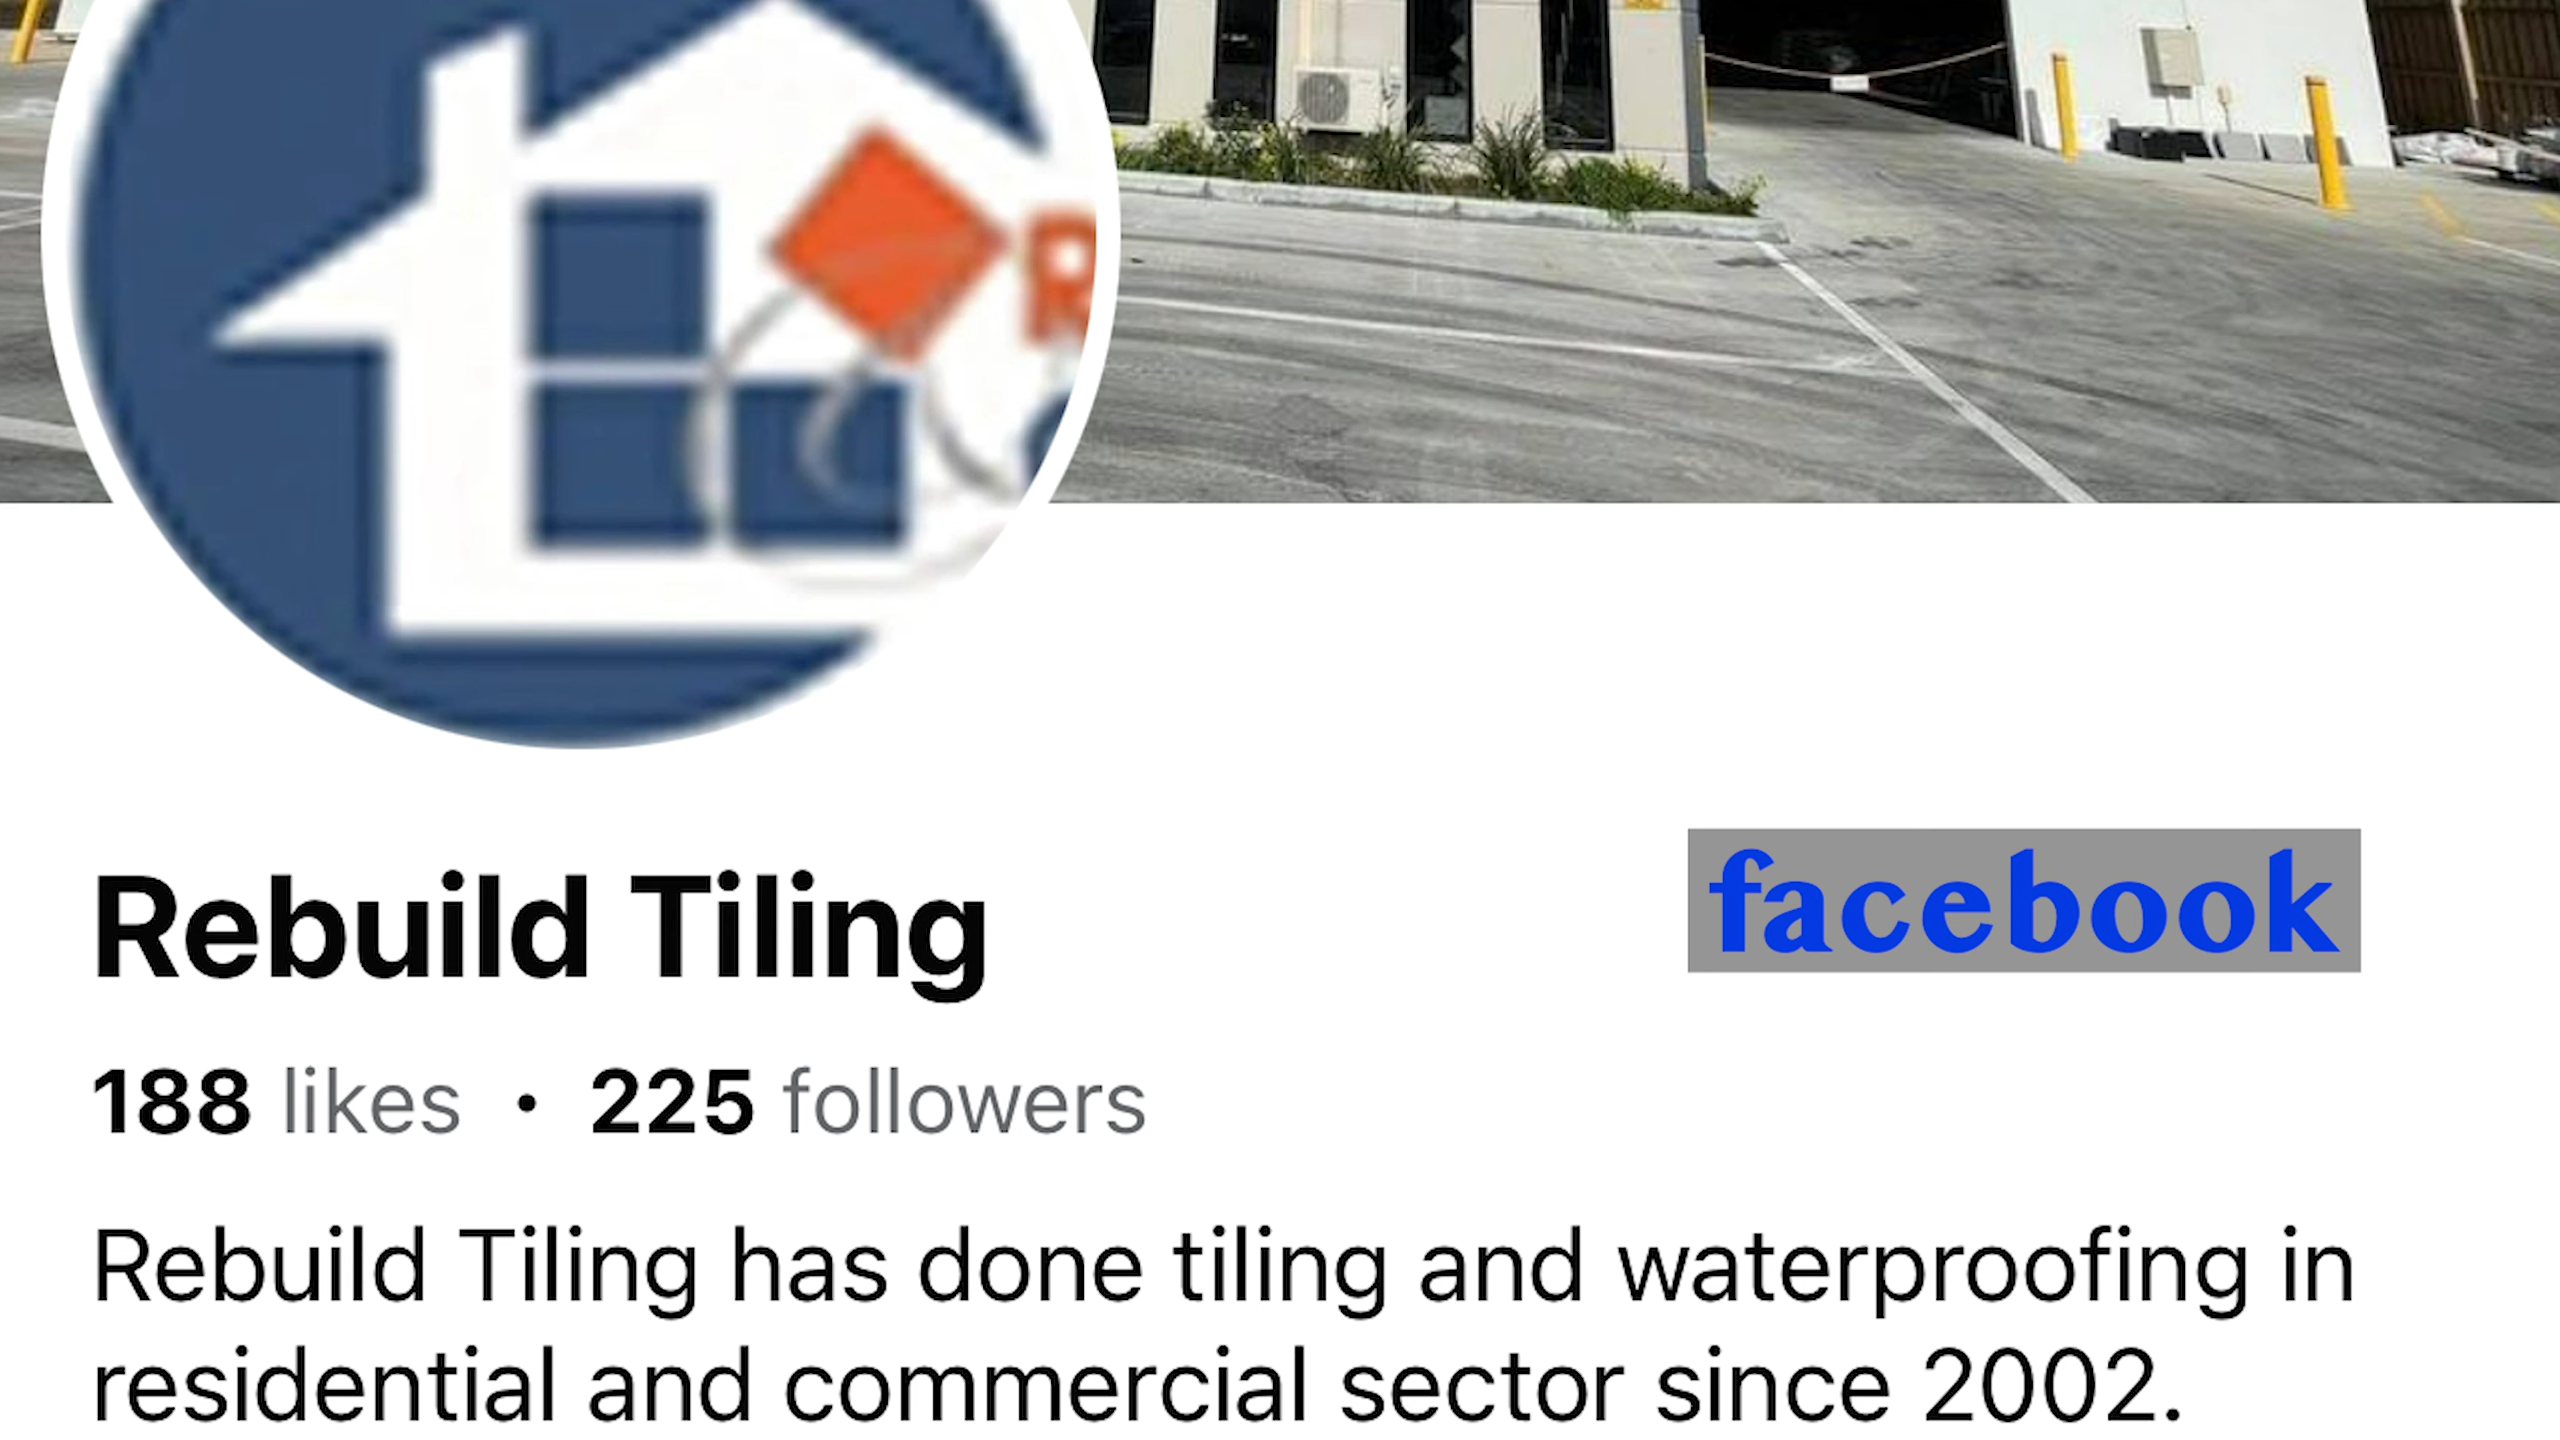 R
Rebuild Tiling
facebook
188 likes · 225 followers
Rebuild Tiling has done tiling and waterproofing in
residential and commercial sector since 2002.